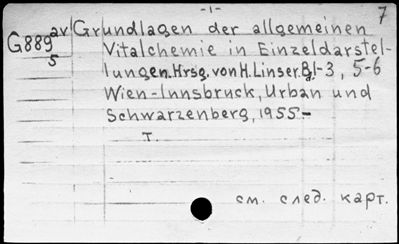 -1-
7
av Grundlagen der allgemeinen
G889
5
Vitalchemie in Einzeldarstel-
lungen. Hrsg. von H. Linser. B. 1-3, 5-6
Wien-Innsbruck, Urban und
Schwarzenberg, 1955-
т.
см. след. карт.